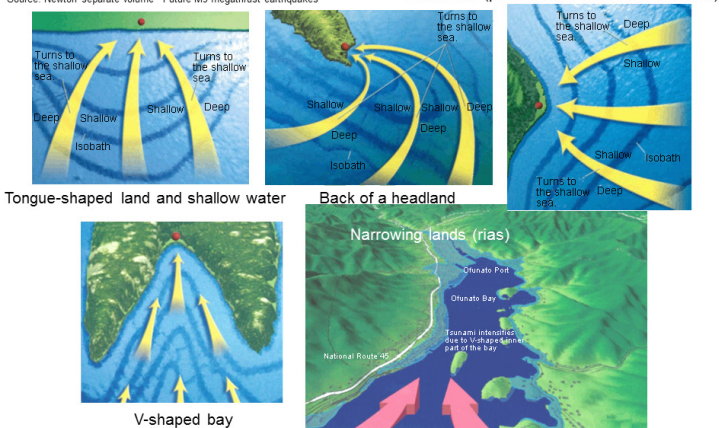 Source: Newton separate volume "Future M9 megathrust earthquakes"
Turns to
the shallow
sea.
Turns to
the shallow
sea.
Deep
Shallow
Shallow
Deep
Isobath
Tongue-shaped land and shallow water
Turns to
the shallow
sea.
Shallow
Shallow
Shallow
Deep
Deep
Deep
Isobath
Back of a headland
Turns to
the shallow
sea.
Deep
Shallow
Shallow
Isobath
Turns to
the shallow
sea.
Deep
V-shaped bay
Narrowing lands (rias)
Ofunato Port
Ofunato Bay
Tsunami intensifies
due to V-shaped inner
part of the bay
National Route 45